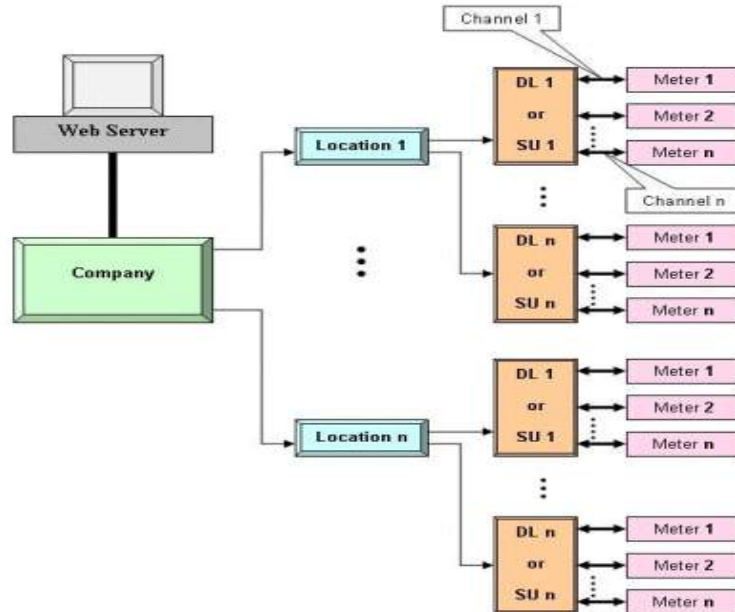 Channel 1
DL 1
or
SU 1
Meter 1
Meter 2
Meter n
Channel n
Web Server
Location 1
DL n
or
SU n
Meter 1
Meter 2
Meter n
Company
DL 1
or
SU 1
Meter 1
Meter 2
Meter n
Location n
DL n
or
SU n
Meter 1
Meter 2
Meter n